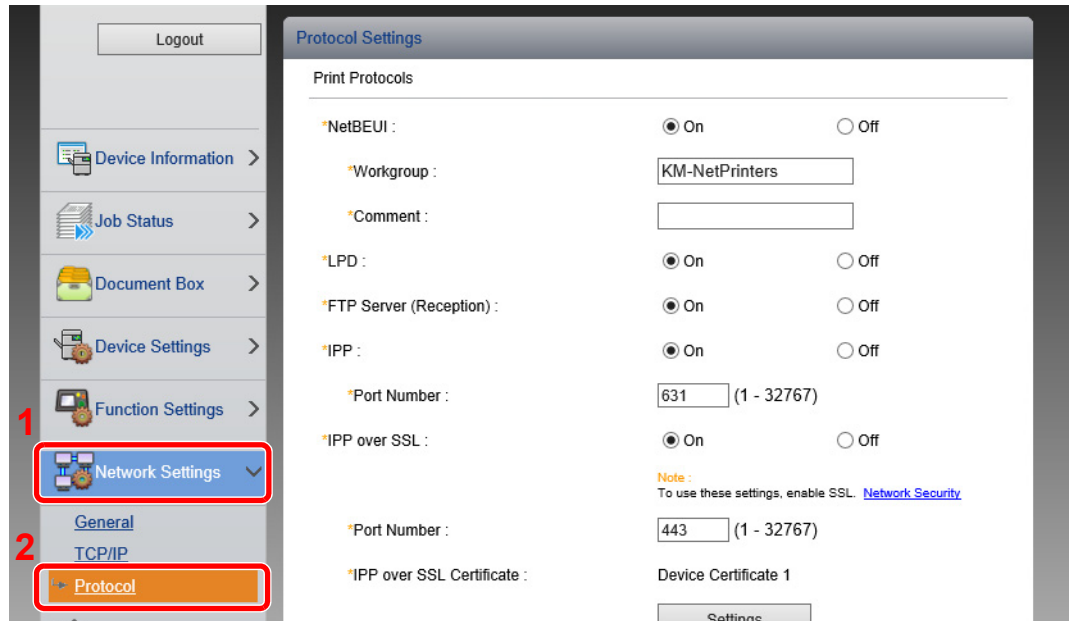 Logout
Device Information
Job Status
Document Box
Device Settings
Function Settings
1
Network Settings
General
2
TCP/IP
Protocol
Protocol Settings
Print Protocols
*NetBEUI : On Off
*Workgroup : KM-NetPrinters
*Comment :
*LPD : On Off
*FTP Server (Reception) : On Off
*IPP : On Off
*Port Number : 631 (1 - 32767)
*IPP over SSL : On Off
Note :
To use these settings, enable SSL. Network Security
*Port Number : 443 (1 - 32767)
*IPP over SSL Certificate : Device Certificate 1
Settings